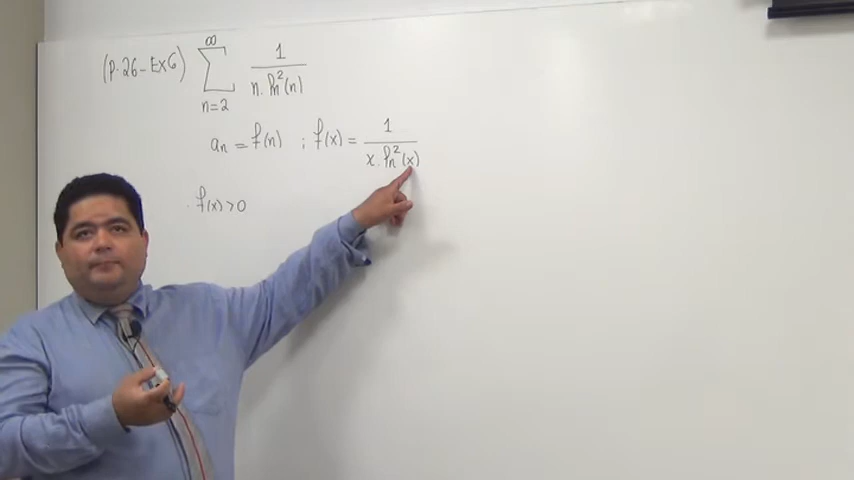 (P.26-Ex6) ∑_{n=2}^{∞} 1/(n.ln²(n))
aₙ = f(n) ; f(x) = 1/(x.ln²(x))
. f(x) > 0